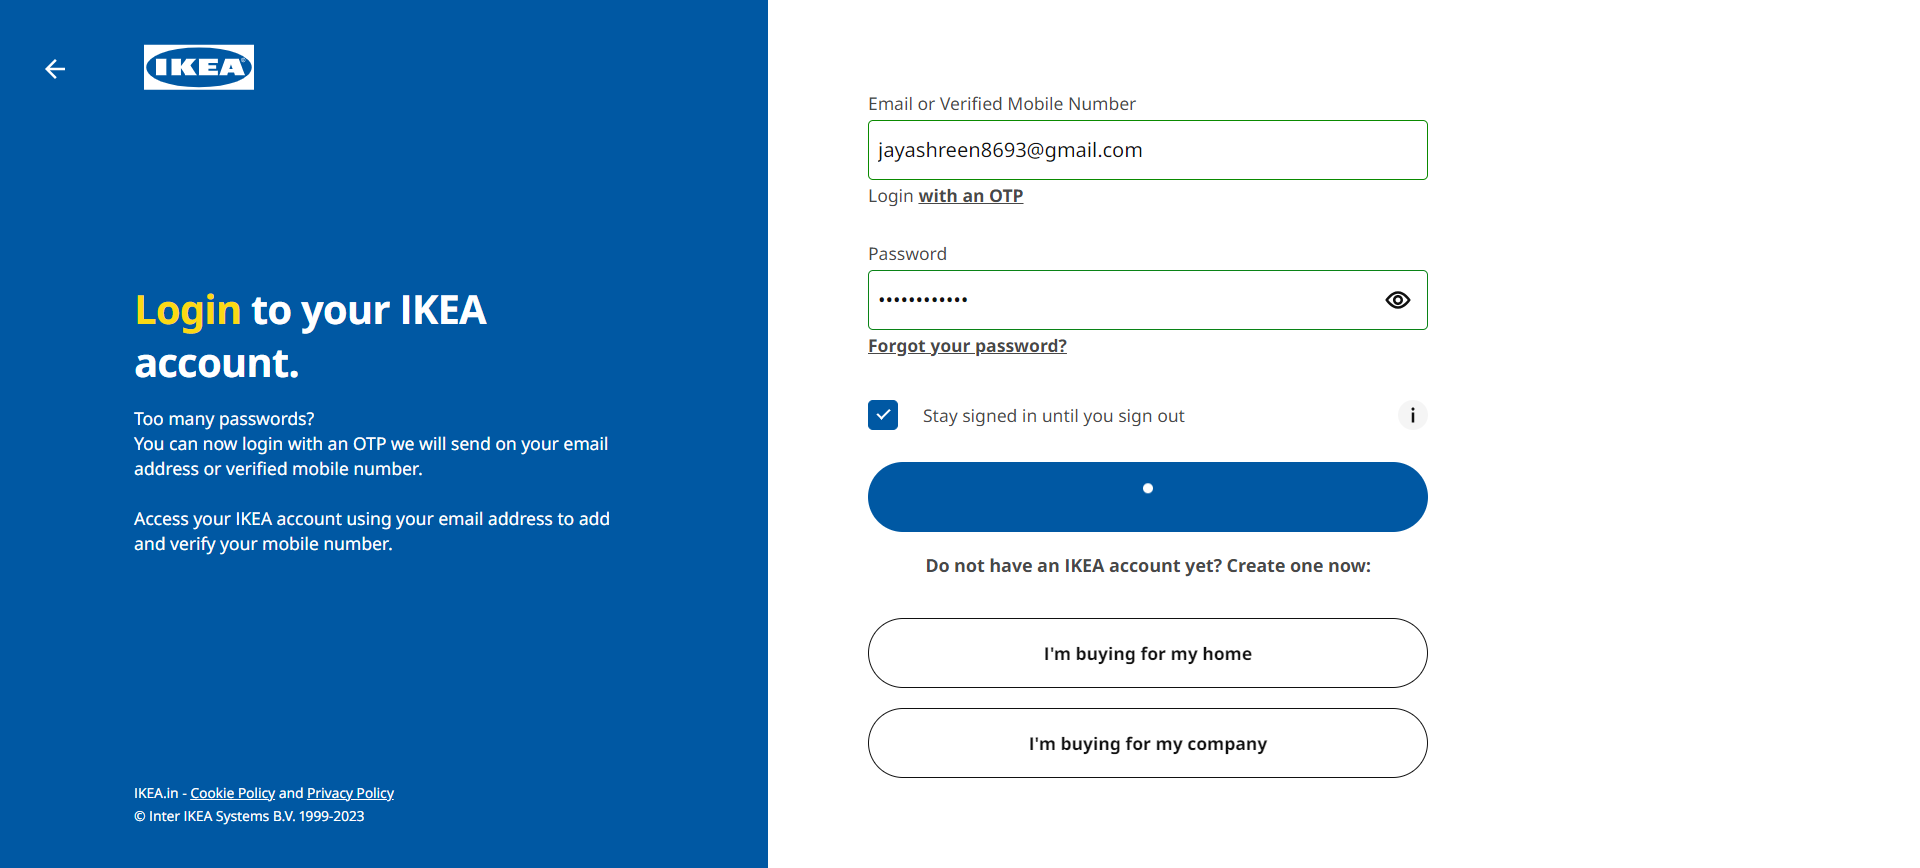 IKEA
Login to your IKEA
account.
Too many passwords?
You can now login with an OTP we will send on your email
address or verified mobile number.
Access your IKEA account using your email address to add
and verify your mobile number.
IKEA.in - Cookie Policy and Privacy Policy
© Inter IKEA Systems B.V. 1999-2023
Email or Verified Mobile Number
jayashreen8693@gmail.com
Login with an OTP
Password
••••••••••••
Forgot your password?
Stay signed in until you sign out
i
Do not have an IKEA account yet? Create one now:
I'm buying for my home
I'm buying for my company